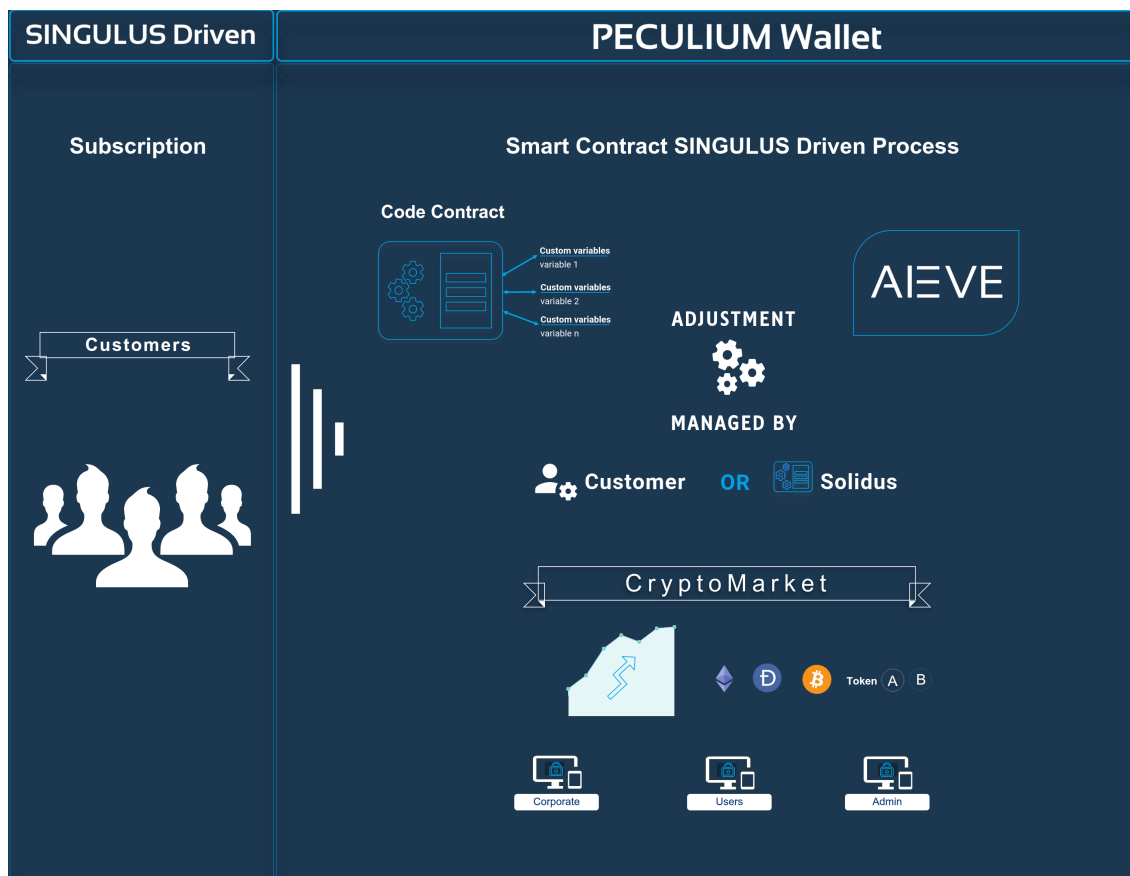 SINGULUS Driven
PECULIUM Wallet
Subscription
Smart Contract SINGULUS Driven Process
Code Contract
Custom variables
variable 1
Custom variables
variable 2
Custom variables
variable n
AIEVE
ADJUSTMENT
MANAGED BY
Customers
Customer OR Solidus
CryptoMarket
Token A B
Corporate
Users
Admin